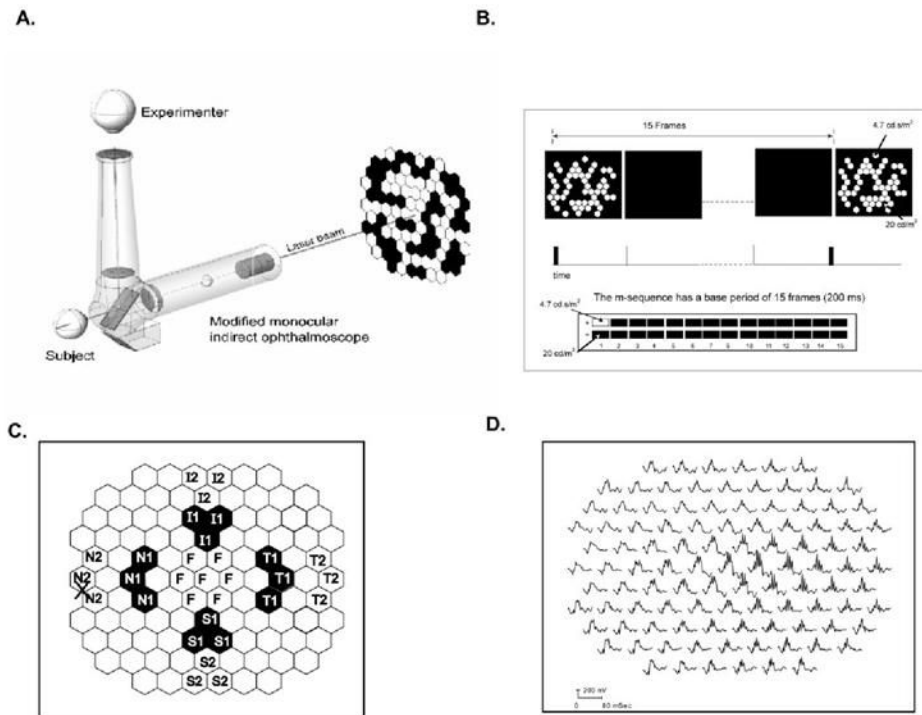 A.
Experimenter
Laser beam
Modified monocular
indirect ophthalmoscope
Subject
B.
4.7 cd s/m²
15 Frames
20 cd/m²
time
The m-sequence has a base period of 15 frames (200 ms)
4.7 cd s/m²
20 cd/m²
1 2 3 4 5 6 7 8 9 10 11 12 13 14 15
C.
I2 I2
I2
I1 I1
I1
N2 N1 F F T1 T2
N2 N1 F F F T1 T2
X
N2 N1 F F T1 T2
S1
S1 S1
S2
S2 S2
D.
200 mV
0 80 mSec